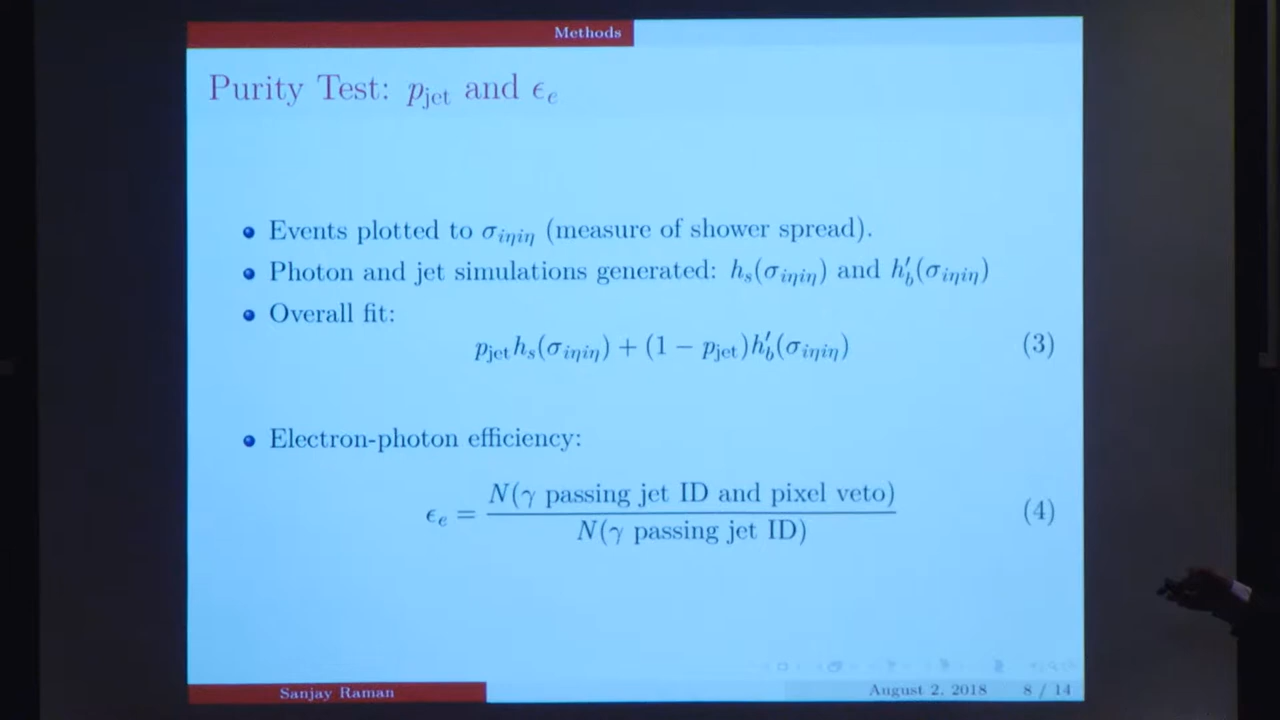 Methods
Purity Test: p_jet and ϵ_e
• Events plotted to σ_iηiη (measure of shower spread).
• Photon and jet simulations generated: h_s(σ_iηiη) and h′_b(σ_iηiη)
• Overall fit:
p_jet h_s(σ_iηiη) + (1 − p_jet)h′_b(σ_iηiη) (3)
• Electron-photon efficiency:
ϵ_e = N(γ passing jet ID and pixel veto) / N(γ passing jet ID) (4)
Sanjay Raman August 2, 2018 8 / 14